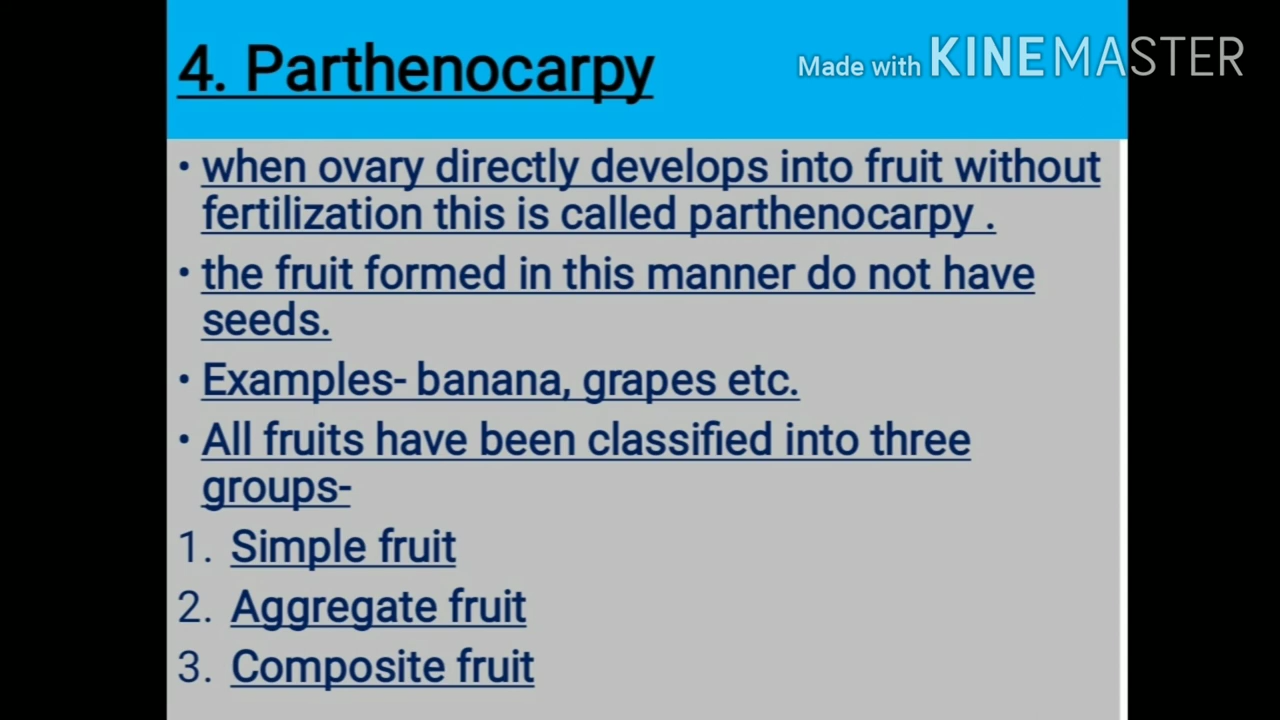 4. Parthenocarpy
Made with KINEMASTER
• when ovary directly develops into fruit without
fertilization this is called parthenocarpy .
• the fruit formed in this manner do not have
seeds.
• Examples- banana, grapes etc.
• All fruits have been classified into three
groups-
1. Simple fruit
2. Aggregate fruit
3. Composite fruit